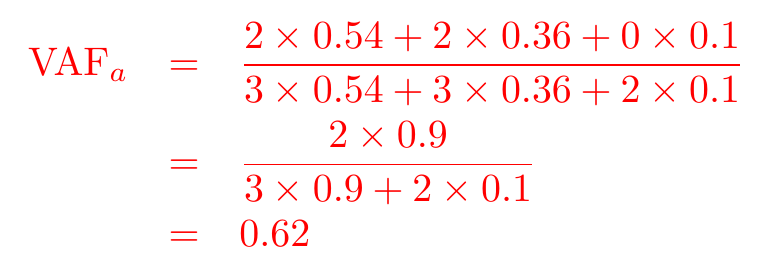 VAFₐ = (2 × 0.54 + 2 × 0.36 + 0 × 0.1) / (3 × 0.54 + 3 × 0.36 + 2 × 0.1)
= (2 × 0.9) / (3 × 0.9 + 2 × 0.1)
= 0.62